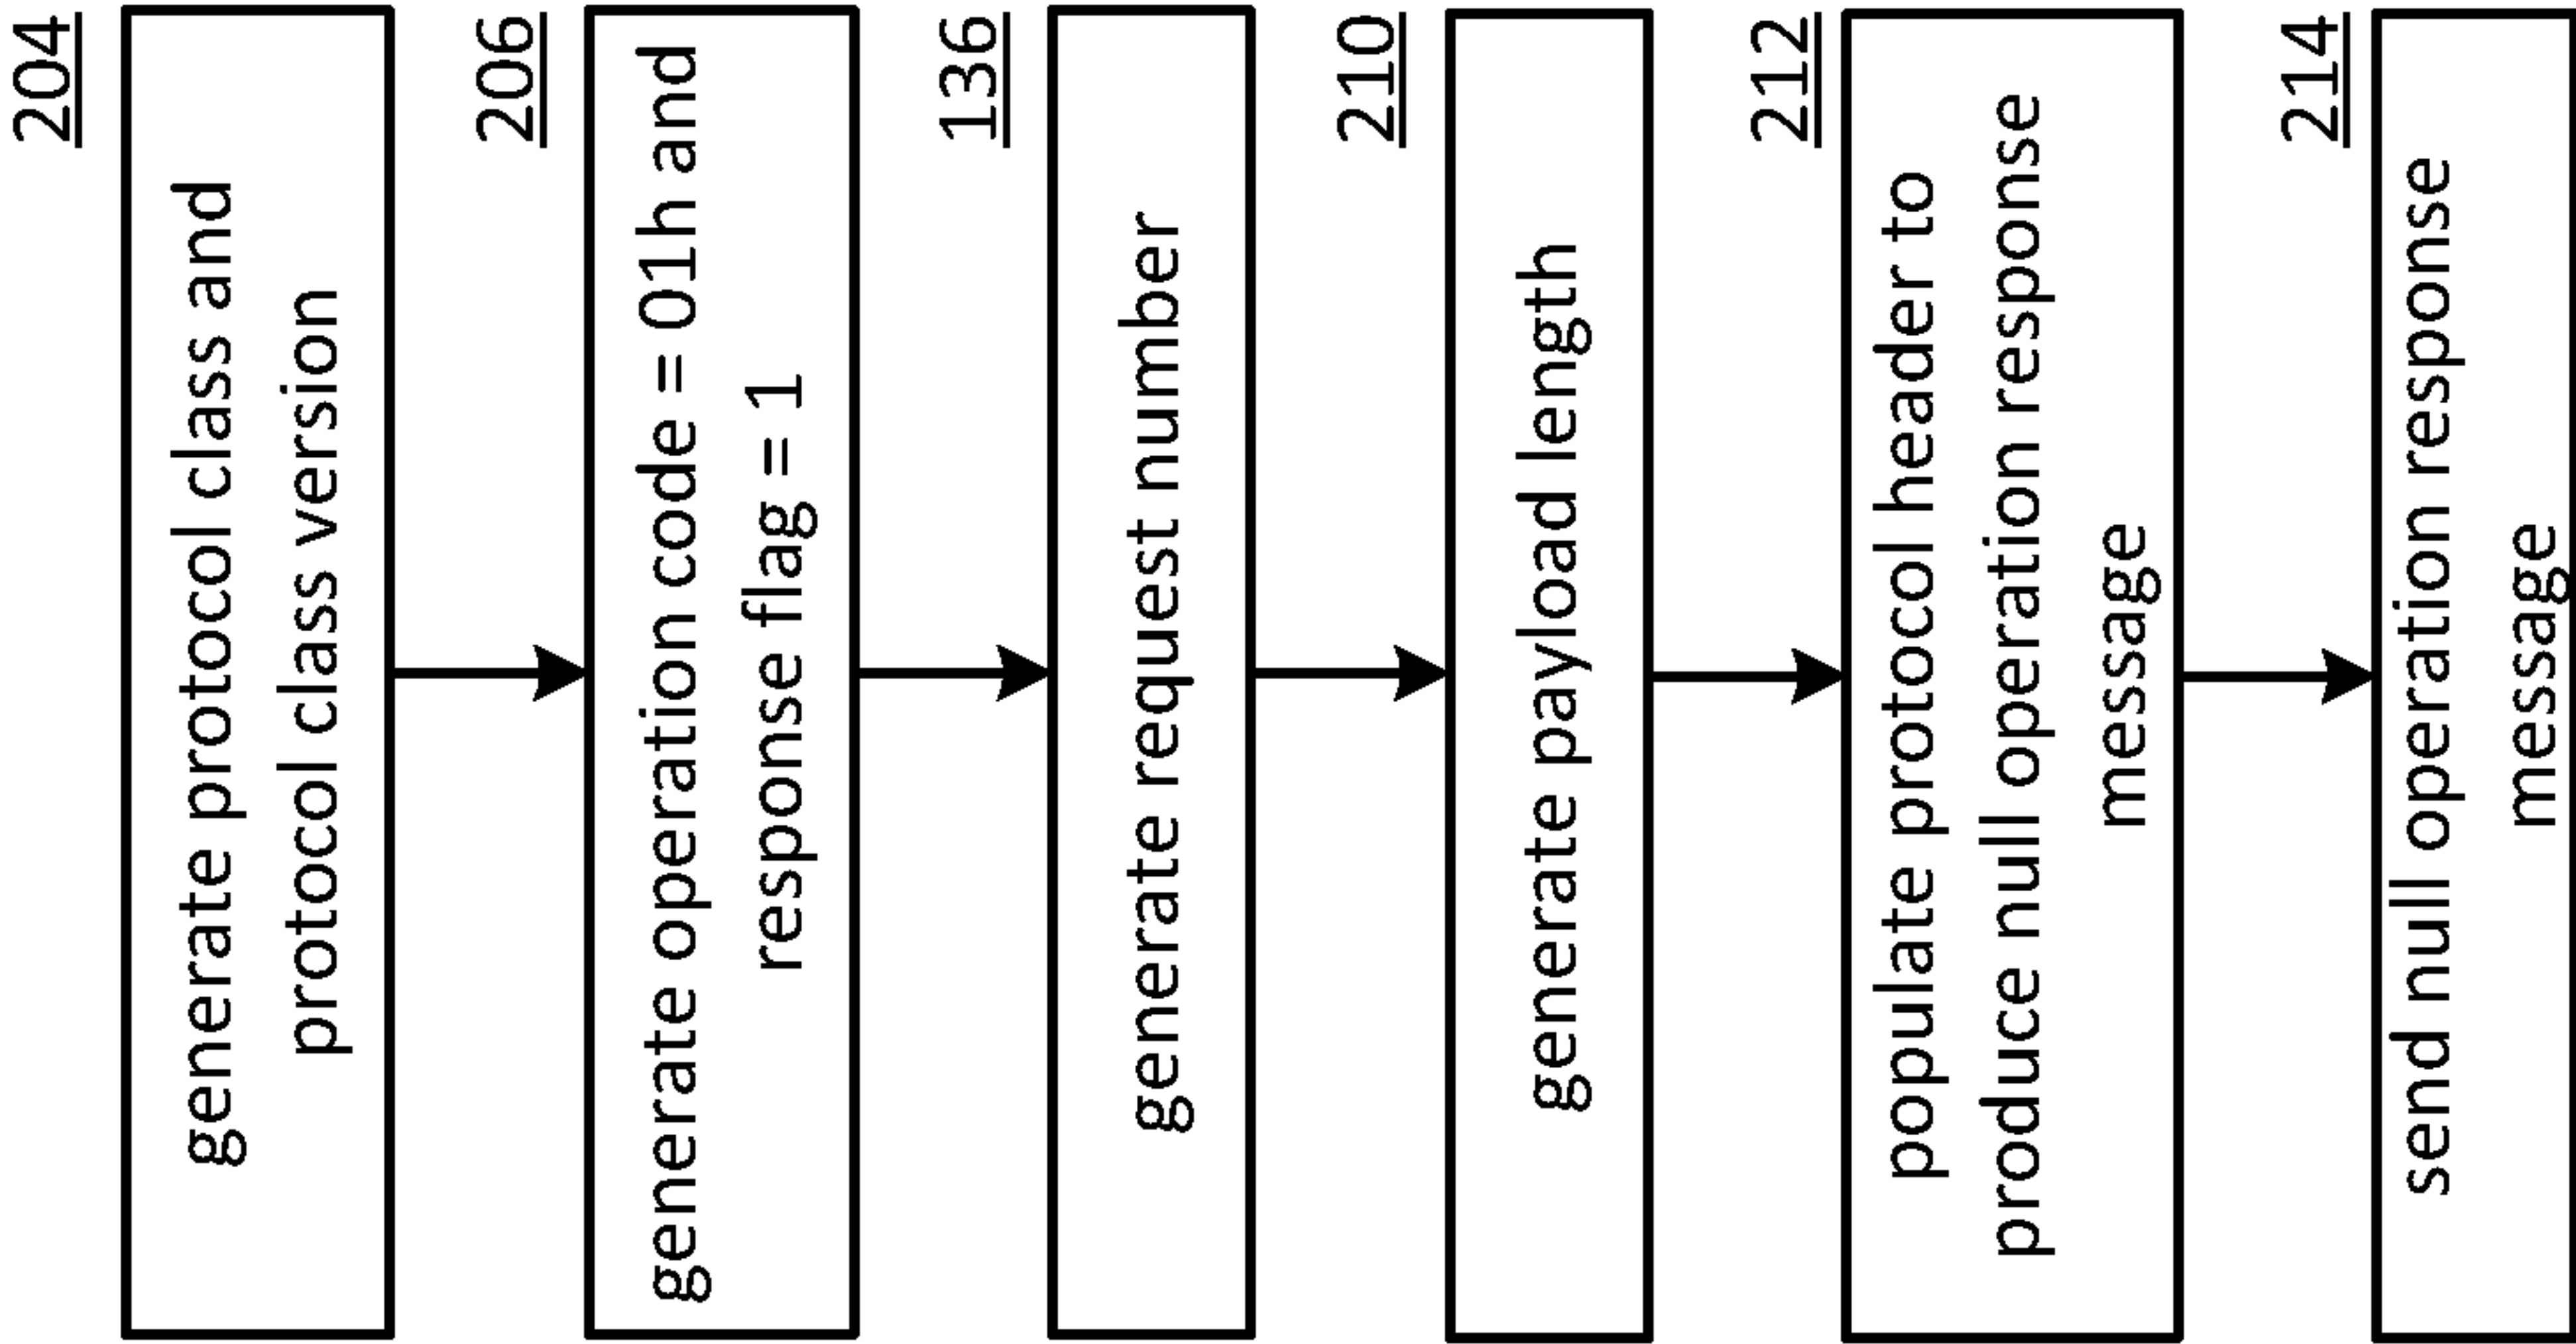 204
generate protocol class and
protocol class version
206
generate operation code = 01h and
response flag = 1
136
generate request number
210
generate payload length
212
populate protocol header to
produce null operation response
message
214
send null operation response
message